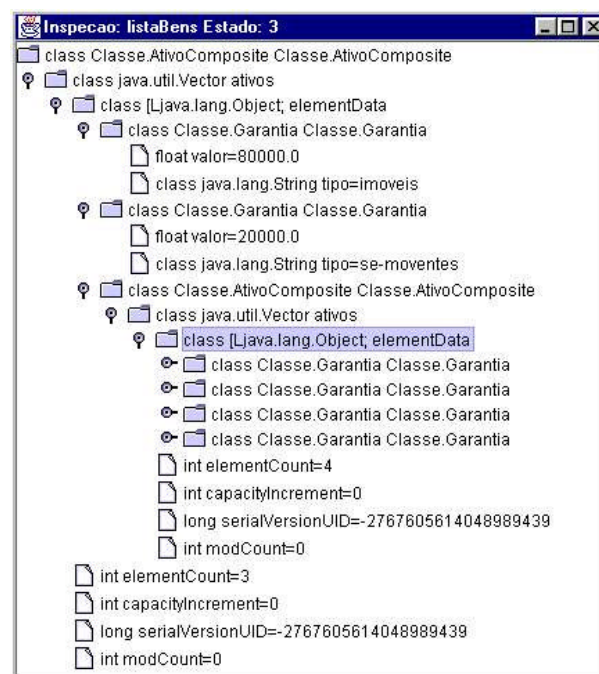 Inspecao: listaBens Estado: 3
class Classe.AtivoComposite Classe.AtivoComposite
class java.util.Vector ativos
class [Ljava.lang.Object; elementData
class Classe.Garantia Classe.Garantia
float valor=80000.0
class java.lang.String tipo=imoveis
class Classe.Garantia Classe.Garantia
float valor=20000.0
class java.lang.String tipo=se-moventes
class Classe.AtivoComposite Classe.AtivoComposite
class java.util.Vector ativos
class [Ljava.lang.Object; elementData
class Classe.Garantia Classe.Garantia
class Classe.Garantia Classe.Garantia
class Classe.Garantia Classe.Garantia
class Classe.Garantia Classe.Garantia
int elementCount=4
int capacityIncrement=0
long serialVersionUID=-2767605614048989439
int modCount=0
int elementCount=3
int capacityIncrement=0
long serialVersionUID=-2767605614048989439
int modCount=0